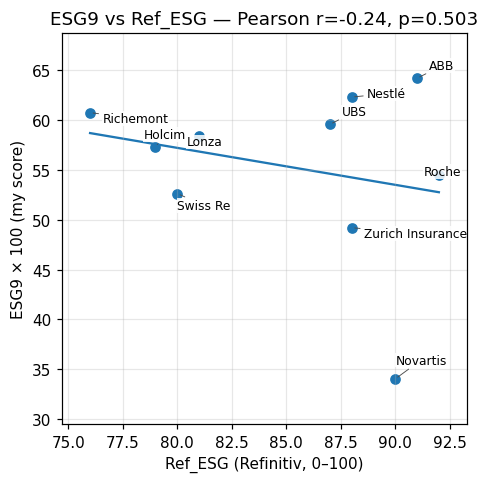 ESG9 vs Ref_ESG — Pearson r=-0.24, p=0.503
ESG9 × 100 (my score)
65
60
55
50
45
40
35
30
ABB
Nestlé
UBS
Richemont
Holcim
Lonza
Roche
Swiss Re
Zurich Insurance
Novartis
75.0 77.5 80.0 82.5 85.0 87.5 90.0 92.5
Ref_ESG (Refinitiv, 0–100)